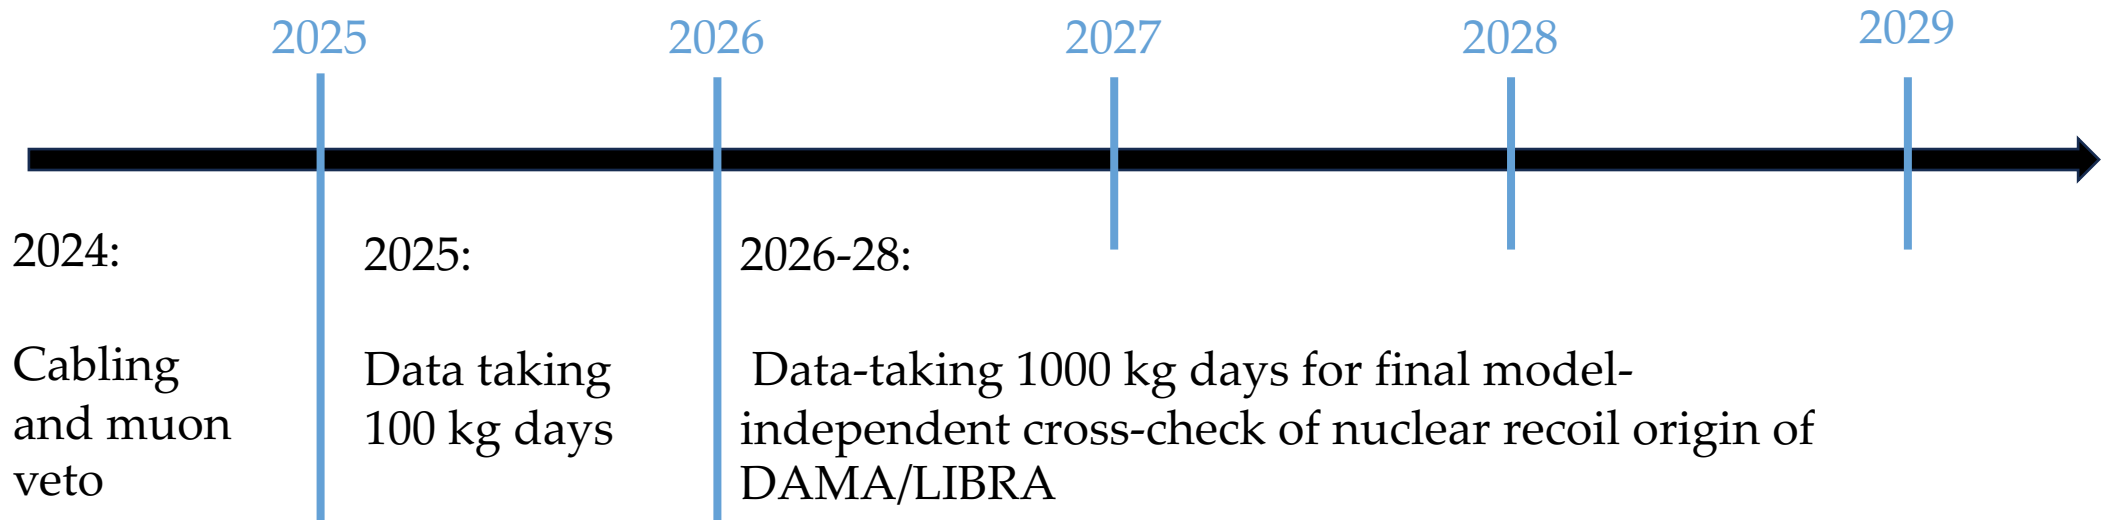 2025
2026
2027
2028
2029
2024:
Cabling
and muon
veto
2025:
Data taking
100 kg days
2026-28:
Data-taking 1000 kg days for final model-
independent cross-check of nuclear recoil origin of
DAMA/LIBRA